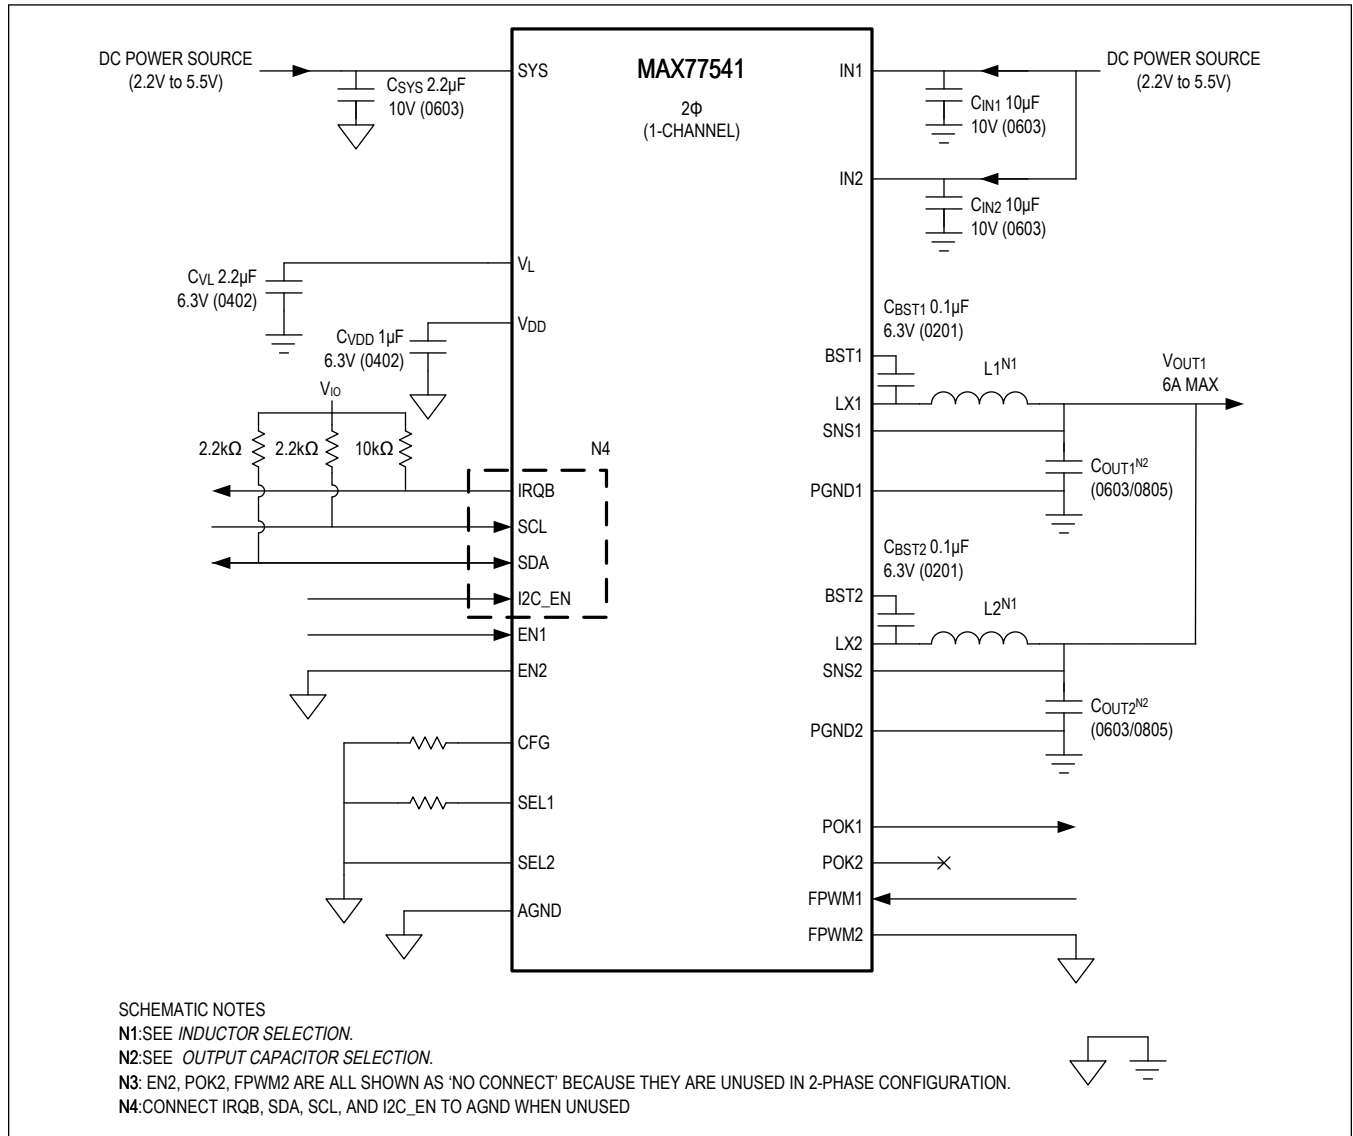 DC POWER SOURCE
(2.2V to 5.5V)
SYS
CSYS 2.2µF
10V (0603)
MAX77541
2Φ
(1-CHANNEL)
IN1
DC POWER SOURCE
(2.2V to 5.5V)
CIN1 10µF
10V (0603)
IN2
CIN2 10µF
10V (0603)
VL
CVL 2.2µF
6.3V (0402)
VDD
CVDD 1µF
6.3V (0402)
VIO
2.2kΩ
2.2kΩ
10kΩ
N4
IRQB
SCL
SDA
I2C_EN
EN1
EN2
CFG
SEL1
SEL2
AGND
CBST1 0.1µF
6.3V (0201)
BST1
L1N1
VOUT1
6A MAX
LX1
SNS1
COUT1N2
(0603/0805)
PGND1
CBST2 0.1µF
6.3V (0201)
BST2
L2N1
LX2
SNS2
COUT2N2
(0603/0805)
PGND2
POK1
POK2
FPWM1
FPWM2
SCHEMATIC NOTES
N1:SEE INDUCTOR SELECTION.
N2:SEE OUTPUT CAPACITOR SELECTION.
N3: EN2, POK2, FPWM2 ARE ALL SHOWN AS ‘NO CONNECT’ BECAUSE THEY ARE UNUSED IN 2-PHASE CONFIGURATION.
N4:CONNECT IRQB, SDA, SCL, AND I2C_EN TO AGND WHEN UNUSED